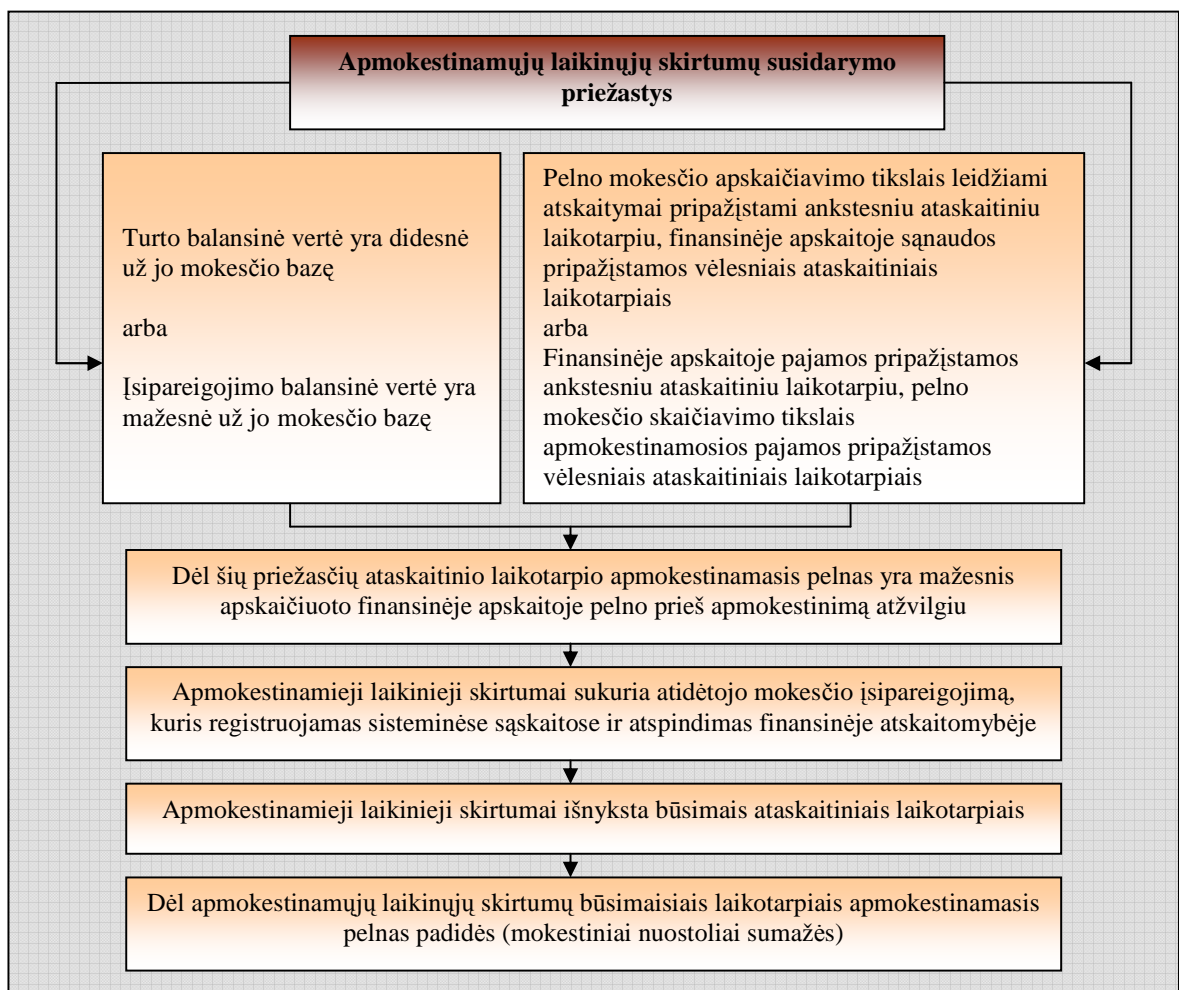 Apmokestinamųjų laikinųjų skirtumų susidarymo
priežastys
Turto balansinė vertė yra didesnė
už jo mokesčio bazę
arba
Įsipareigojimo balansinė vertė yra
mažesnė už jo mokesčio bazę
Pelno mokesčio apskaičiavimo tikslais leidžiami
atskaitymai pripažįstami ankstesniu ataskaitiniu
laikotarpiu, finansinėje apskaitoje sąnaudos
pripažįstamos vėlesniais ataskaitiniais
laikotarpiais
arba
Finansinėje apskaitoje pajamos pripažįstamos
ankstesniu ataskaitiniu laikotarpiu, pelno
mokesčio skaičiavimo tikslais
apmokestinamosios pajamos pripažįstamos
vėlesniais ataskaitiniais laikotarpiais
Dėl šių priežasčių ataskaitinio laikotarpio apmokestinamasis pelnas yra mažesnis
apskaičiuoto finansinėje apskaitoje pelno prieš apmokestinimą atžvilgiu
Apmokestinamieji laikinieji skirtumai sukuria atidėtojo mokesčio įsipareigojimą,
kuris registruojamas sisteminėse sąskaitose ir atspindimas finansinėje atskaitomybėje
Apmokestinamieji laikinieji skirtumai išnyksta būsimais ataskaitiniais laikotarpiais
Dėl apmokestinamųjų laikinųjų skirtumų būsimaisiais laikotarpiais apmokestinamasis
pelnas padidės (mokestiniai nuostoliai sumažės)